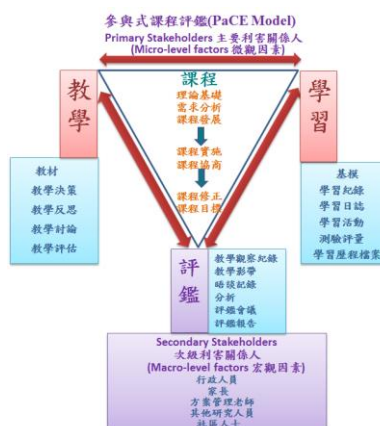 參與式課程評鑑(PaCE Model)
Primary Stakeholders 主要利害關係人
(Micro-level factors 微觀因素)
教學
課程
理論基礎
需求分析
課程發展
課程實施
課程協商
課程修正
課程目標
學習
教材
教學決策
教學反思
教學討論
教學評估
學習紀錄
學習日誌
學習活動
測驗評量
學習歷程檔案
評鑑
教學觀察紀錄
教學影帶
晤談記錄
分析
評鑑會議
評鑑報告
Secondary Stakeholders
次級利害關係人
(Macro-level factors 宏觀因素)
行政人員
家長
方案管理老師
其他研究人員
社區人士